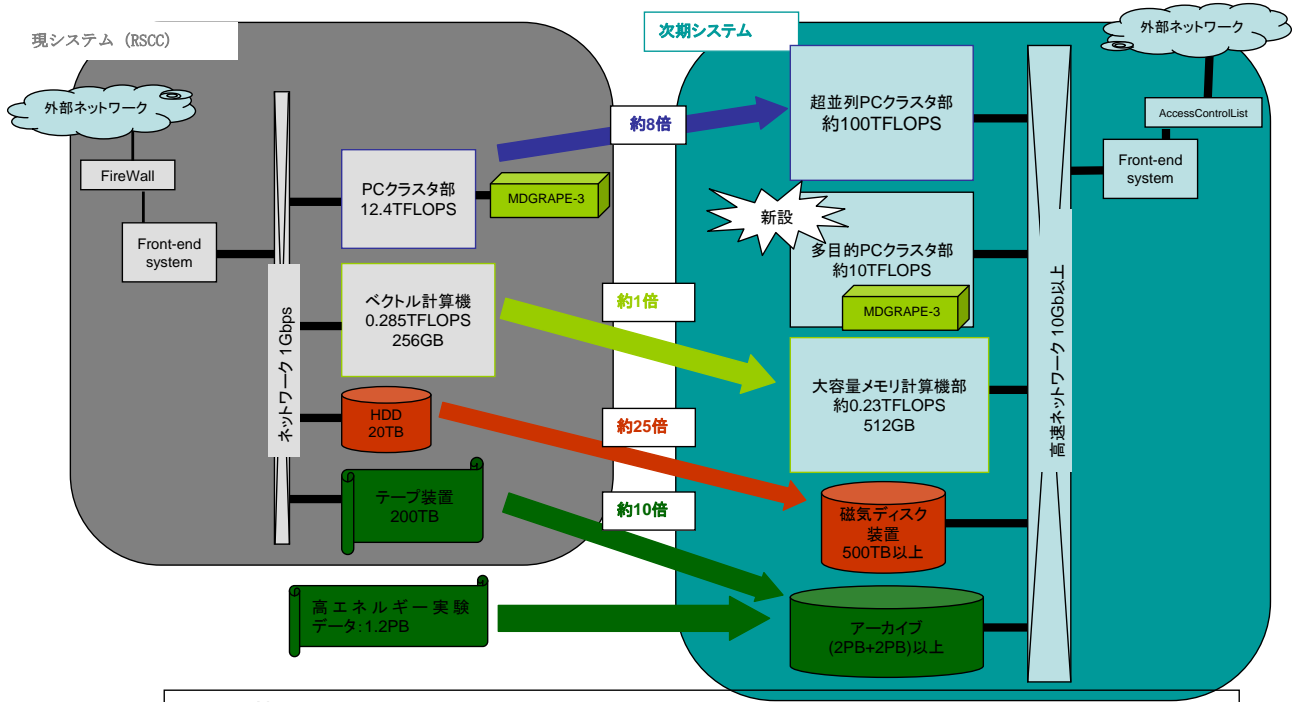 現システム (RSCC)
外部ネットワーク
FireWall
Front-end
system
ネットワーク 1Gbps
PCクラスタ部
12.4TFLOPS
MDGRAPE-3
ベクトル計算機
0.285TFLOPS
256GB
HDD
20TB
テープ装置
200TB
高エネルギー実験
データ:1.2PB
約8倍
約1倍
約25倍
約10倍
次期システム
超並列PCクラスタ部
約100TFLOPS
新設
多目的PCクラスタ部
約10TFLOPS
MDGRAPE-3
大容量メモリ計算機部
約0.23TFLOPS
512GB
磁気ディスク
装置
500TB以上
アーカイブ
(2PB+2PB)以上
高速ネットワーク 10Gb以上
外部ネットワーク
AccessControlList
Front-end
system